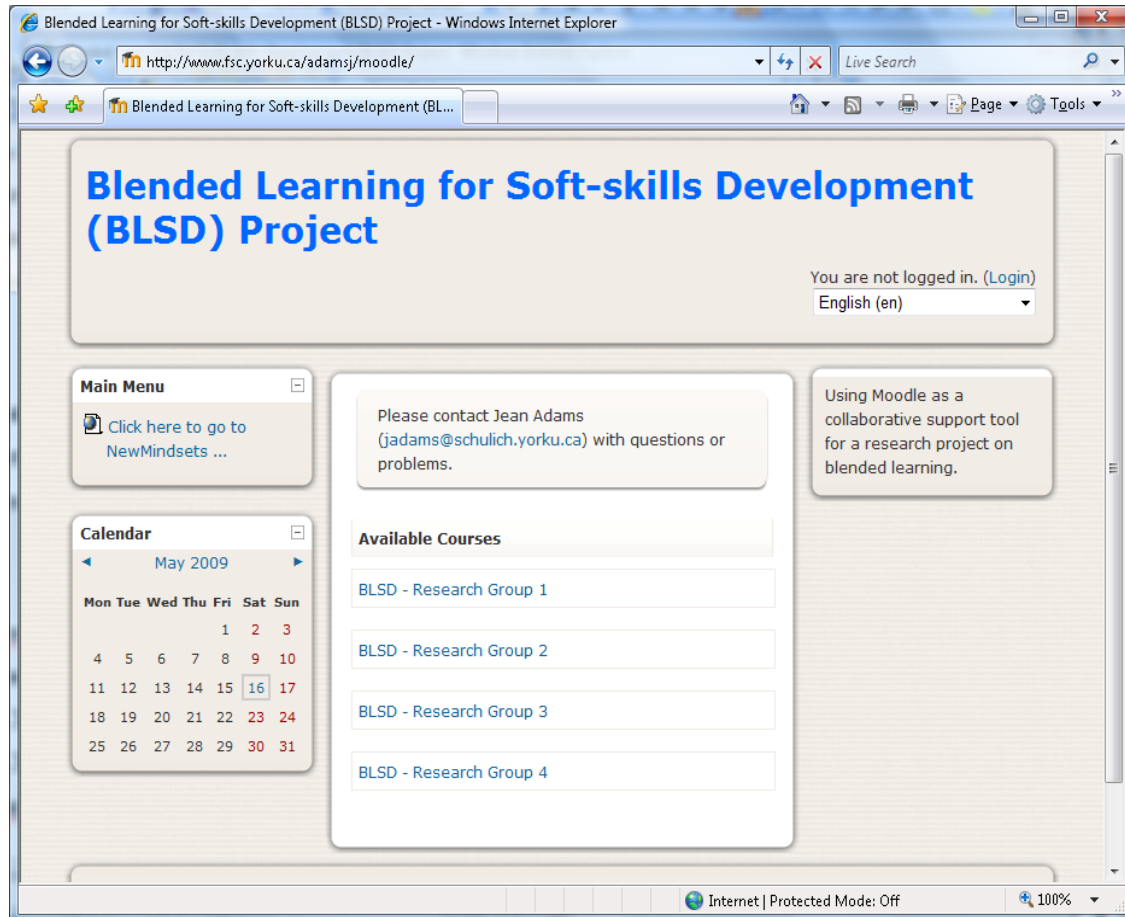 Blended Learning for Soft-skills Development (BLSD) Project - Windows Internet Explorer
http://www.fsc.yorku.ca/adamsj/moodle/
Live Search
Blended Learning for Soft-skills Development (BL...
Page
Tools
Blended Learning for Soft-skills Development
(BLSD) Project
You are not logged in. (Login)
English (en)
Main Menu
Click here to go to
NewMindsets ...
Calendar
May 2009
Mon Tue Wed Thu Fri Sat Sun
1 2 3
4 5 6 7 8 9 10
11 12 13 14 15 16 17
18 19 20 21 22 23 24
25 26 27 28 29 30 31
Please contact Jean Adams
(jadams@schulich.yorku.ca) with questions or
problems.
Available Courses
BLSD - Research Group 1
BLSD - Research Group 2
BLSD - Research Group 3
BLSD - Research Group 4
Using Moodle as a
collaborative support tool
for a research project on
blended learning.
Internet | Protected Mode: Off
100%